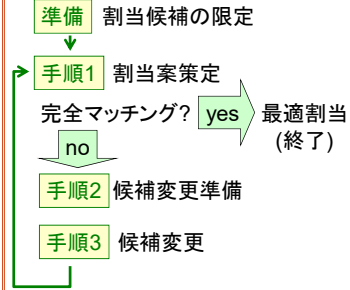 準備 割当候補の限定
手順1 割当案策定
完全マッチング? yes 最適割当
(終了)
no
手順2 候補変更準備
手順3 候補変更